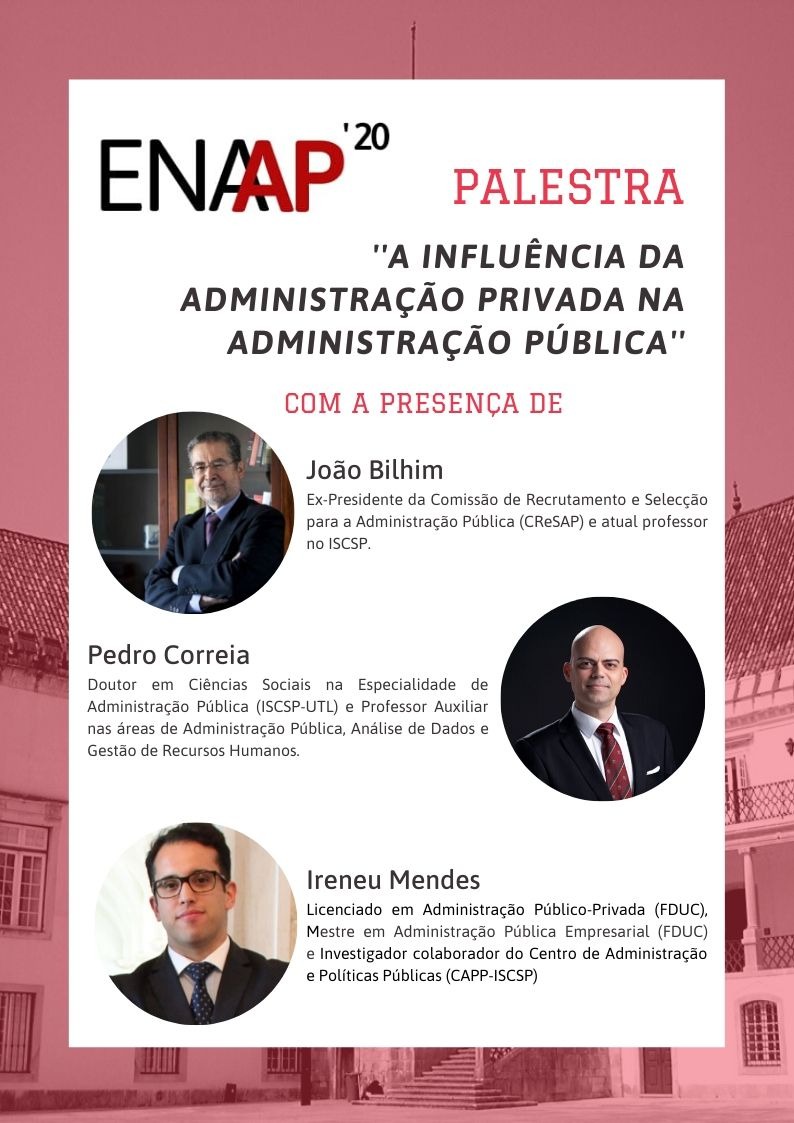 ENAAP '20
PALESTRA
"A INFLUÊNCIA DA
ADMINISTRAÇÃO PRIVADA NA
ADMINISTRAÇÃO PÚBLICA"
COM A PRESENÇA DE
João Bilhim
Ex-Presidente da Comissão de Recrutamento e Selecção
para a Administração Pública (CReSAP) e atual professor
no ISCSP.
Pedro Correia
Doutor em Ciências Sociais na Especialidade de
Administração Pública (ISCSP-UTL) e Professor Auxiliar
nas áreas de Administração Pública, Análise de Dados e
Gestão de Recursos Humanos.
Ireneu Mendes
Licenciado em Administração Público-Privada (FDUC),
Mestre em Administração Pública Empresarial (FDUC)
e Investigador colaborador do Centro de Administração
e Políticas Públicas (CAPP-ISCSP)